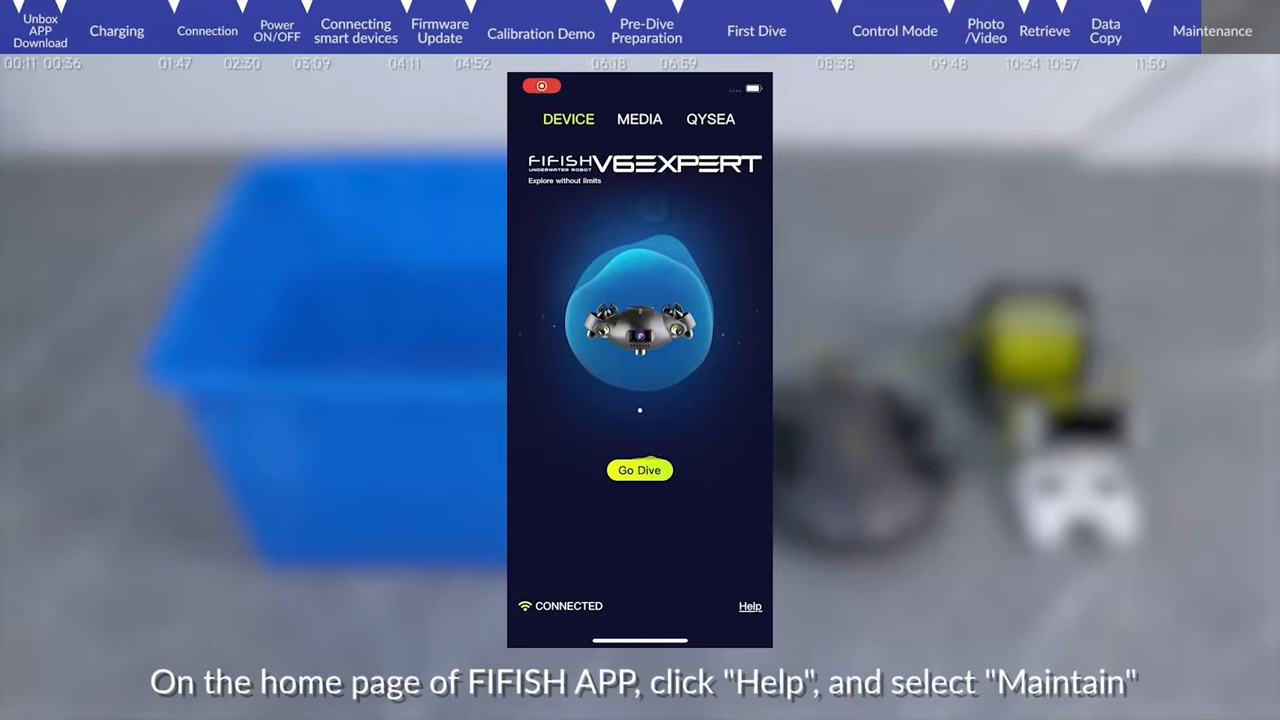 Unbox
APP
Download
Charging
Connection
Power
ON/OFF
Connecting
smart devices
Firmware
Update
Calibration Demo
Pre-Dive
Preparation
First Dive
Control Mode
Photo
/Video
Retrieve
Data
Copy
Maintenance
00:11 00:36 01:47 02:30 03:09 04:11 04:52 06:18 06:59 08:38 09:48 10:34 10:57 11:50
DEVICE MEDIA QYSEA
FIFISH V6EXPERT
UNDERWATER ROBOT
Explore without limits
Go Dive
CONNECTED Help
On the home page of FIFISH APP, click "Help", and select "Maintain"